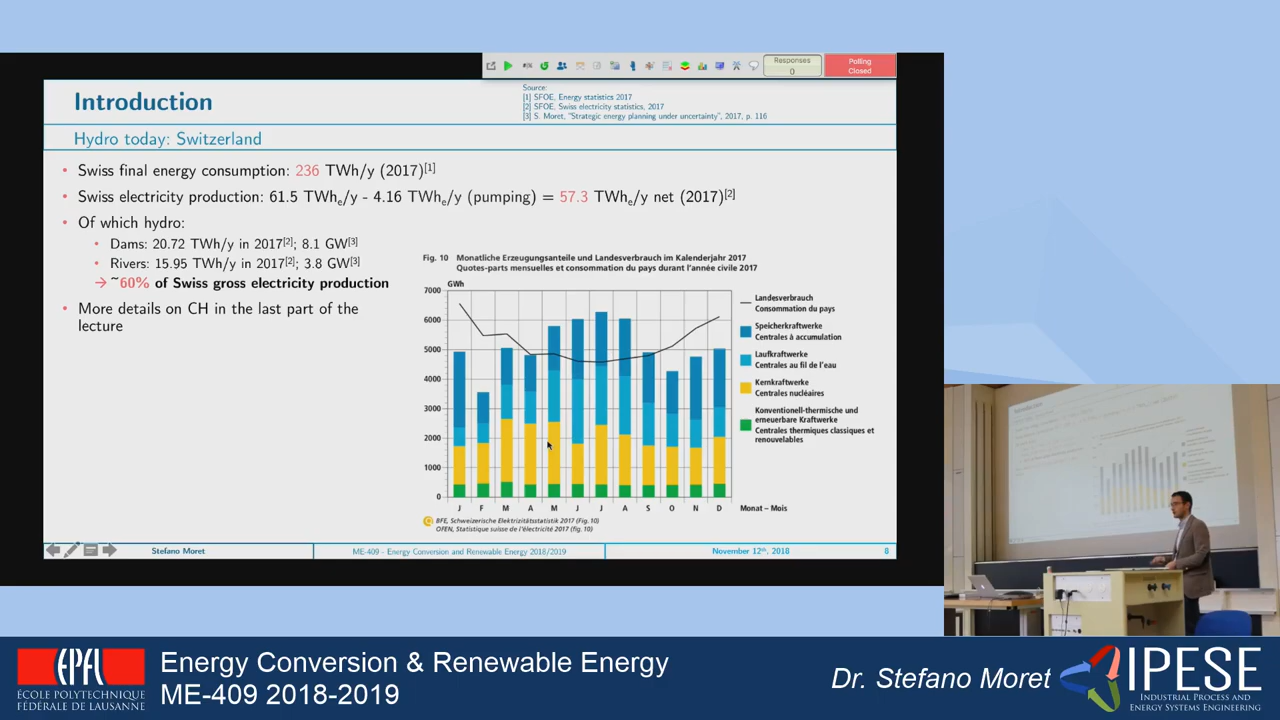 Responses
0
Polling
Closed
Introduction
Source:
[1] SFOE, Energy statistics 2017
[2] SFOE, Swiss electricity statistics, 2017
[3] S. Moret, "Strategic energy planning under uncertainty", 2017, p. 116
Hydro today: Switzerland
• Swiss final energy consumption: 236 TWh/y (2017)[1]
• Swiss electricity production: 61.5 TWhe/y - 4.16 TWhe/y (pumping) = 57.3 TWhe/y net (2017)[2]
• Of which hydro:
• Dams: 20.72 TWh/y in 2017[2]; 8.1 GW[3]
• Rivers: 15.95 TWh/y in 2017[2]; 3.8 GW[3]
→ ~60% of Swiss gross electricity production
• More details on CH in the last part of the
lecture
Fig. 10 Monatliche Erzeugungsanteile und Landesverbrauch im Kalenderjahr 2017
Quotes-parts mensuelles et consommation du pays durant l'année civile 2017
GWh
7000
6000
5000
4000
3000
2000
1000
0
J F M A M J J A S O N D Monat – Mois
Landesverbrauch
Consommation du pays
Speicherkraftwerke
Centrales à accumulation
Laufkraftwerke
Centrales au fil de l'eau
Kernkraftwerke
Centrales nucléaires
Konventionell-thermische und
erneuerbare Kraftwerke
Centrales thermiques classiques et
renouvelables
BFE, Schweizerische Elektrizitätsstatistik 2017 (Fig. 10)
OFEN, Statistique suisse de l'électricité 2017 (fig. 10)
Stefano Moret
ME-409 - Energy Conversion and Renewable Energy 2018/2019
November 12th, 2018
8
EPFL
ÉCOLE POLYTECHNIQUE
FÉDÉRALE DE LAUSANNE
Energy Conversion & Renewable Energy
ME-409 2018-2019
Dr. Stefano Moret
IPESE
INDUSTRIAL PROCESS AND
ENERGY SYSTEMS ENGINEERING